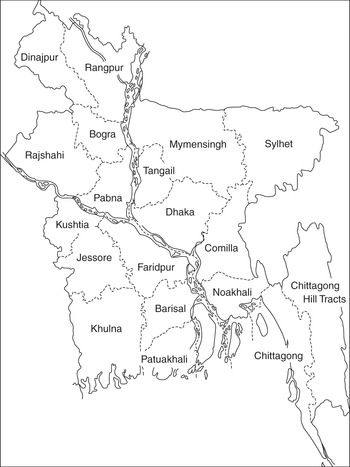 Dinajpur
Rangpur
Bogra
Rajshahi
Mymensingh
Sylhet
Tangail
Pabna
Dhaka
Kushtia
Comilla
Jessore
Faridpur
Chittagong
Hill Tracts
Noakhali
Barisal
Khulna
Patuakhali
Chittagong